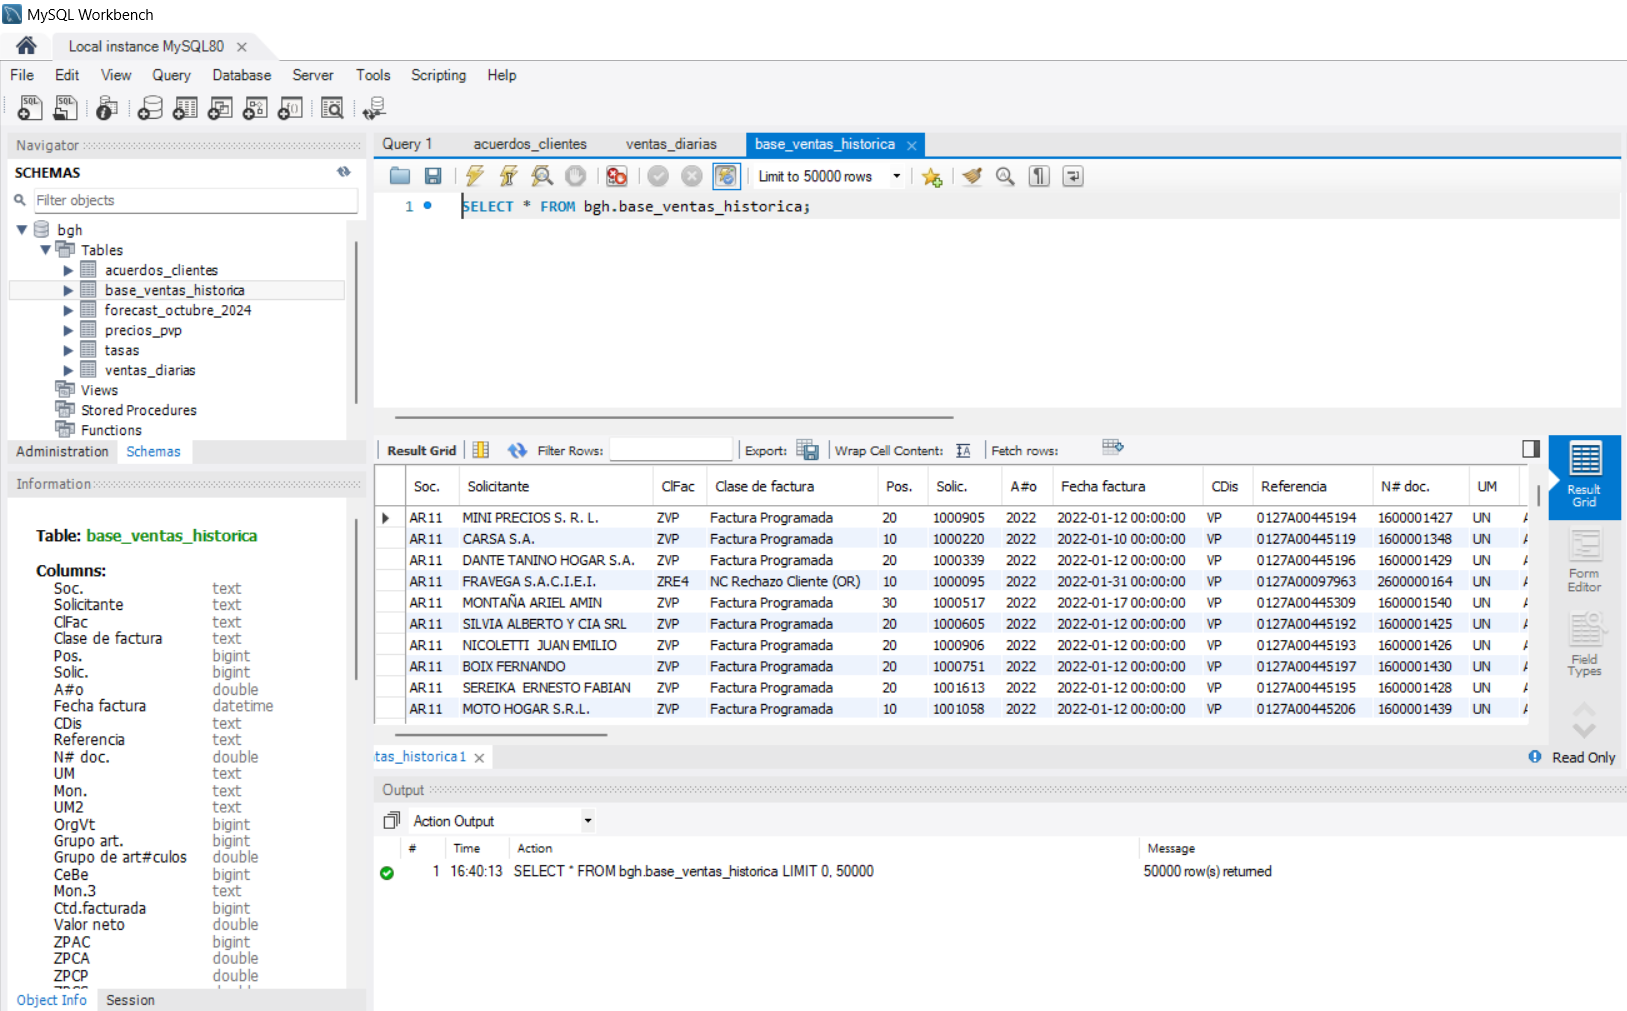 MySQL Workbench
Local instance MySQL80
File Edit View Query Database Server Tools Scripting Help
Navigator
SCHEMAS
Filter objects
bgh
Tables
acuerdos_clientes
base_ventas_historica
forecast_octubre_2024
precios_pvp
tasas
ventas_diarias
Views
Stored Procedures
Functions
Administration Schemas
Information
Table: base_ventas_historica
Columns:
Soc. text
Solicitante text
ClFac text
Clase de factura text
Pos. bigint
Solic. bigint
A#o double
Fecha factura datetime
CDis text
Referencia text
N# doc. double
UM text
Mon. text
UM2 text
OrgVt bigint
Grupo art. bigint
Grupo de art#culos double
CeBe bigint
Mon.3 text
Ctd.facturada bigint
Valor neto double
ZPAC bigint
ZPCA double
ZPCP double
Object Info Session
Query 1 acuerdos_clientes ventas_diarias base_ventas_historica
Limit to 50000 rows
1 SELECT * FROM bgh.base_ventas_historica;
Result Grid Filter Rows: Export: Wrap Cell Content: Fetch rows:
Soc. Solicitante ClFac Clase de factura Pos. Solic. A#o Fecha factura CDis Referencia N# doc. UM
AR11 MINI PRECIOS S. R. L. ZVP Factura Programada 20 1000905 2022 2022-01-12 00:00:00 VP 0127A00445194 1600001427 UN
AR11 CARSA S.A. ZVP Factura Programada 10 1000220 2022 2022-01-10 00:00:00 VP 0127A00445119 1600001348 UN
AR11 DANTE TANINO HOGAR S.A. ZVP Factura Programada 20 1000339 2022 2022-01-12 00:00:00 VP 0127A00445196 1600001429 UN
AR11 FRAVEGA S.A.C.I.E.I. ZRE4 NC Rechazo Cliente (OR) 10 1000095 2022 2022-01-31 00:00:00 VP 0127A00097963 2600000164 UN
AR11 MONTAÑA ARIEL AMIN ZVP Factura Programada 30 1000517 2022 2022-01-17 00:00:00 VP 0127A00445309 1600001540 UN
AR11 SILVIA ALBERTO Y CIA SRL ZVP Factura Programada 20 1000605 2022 2022-01-12 00:00:00 VP 0127A00445192 1600001425 UN
AR11 NICOLETTI JUAN EMILIO ZVP Factura Programada 20 1000906 2022 2022-01-12 00:00:00 VP 0127A00445193 1600001426 UN
AR11 BOIX FERNANDO ZVP Factura Programada 20 1000751 2022 2022-01-12 00:00:00 VP 0127A00445197 1600001430 UN
AR11 SEREIKA ERNESTO FABIAN ZVP Factura Programada 20 1001613 2022 2022-01-12 00:00:00 VP 0127A00445195 1600001428 UN
AR11 MOTO HOGAR S.R.L. ZVP Factura Programada 10 1001058 2022 2022-01-12 00:00:00 VP 0127A00445206 1600001439 UN
Result
Grid
Form
Editor
Field
Types
tas_historica1 Read Only
Output
Action Output
# Time Action Message
1 16:40:13 SELECT * FROM bgh.base_ventas_historica LIMIT 0, 50000 50000 row(s) returned